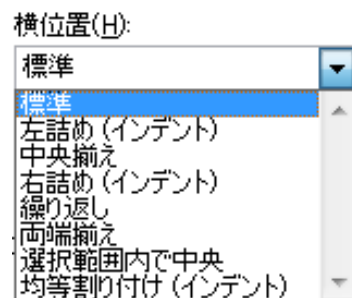 横位置(H):
標準
標準
左詰め (インデント)
中央揃え
右詰め (インデント)
繰り返し
両端揃え
選択範囲内で中央
均等割り付け (インデント)